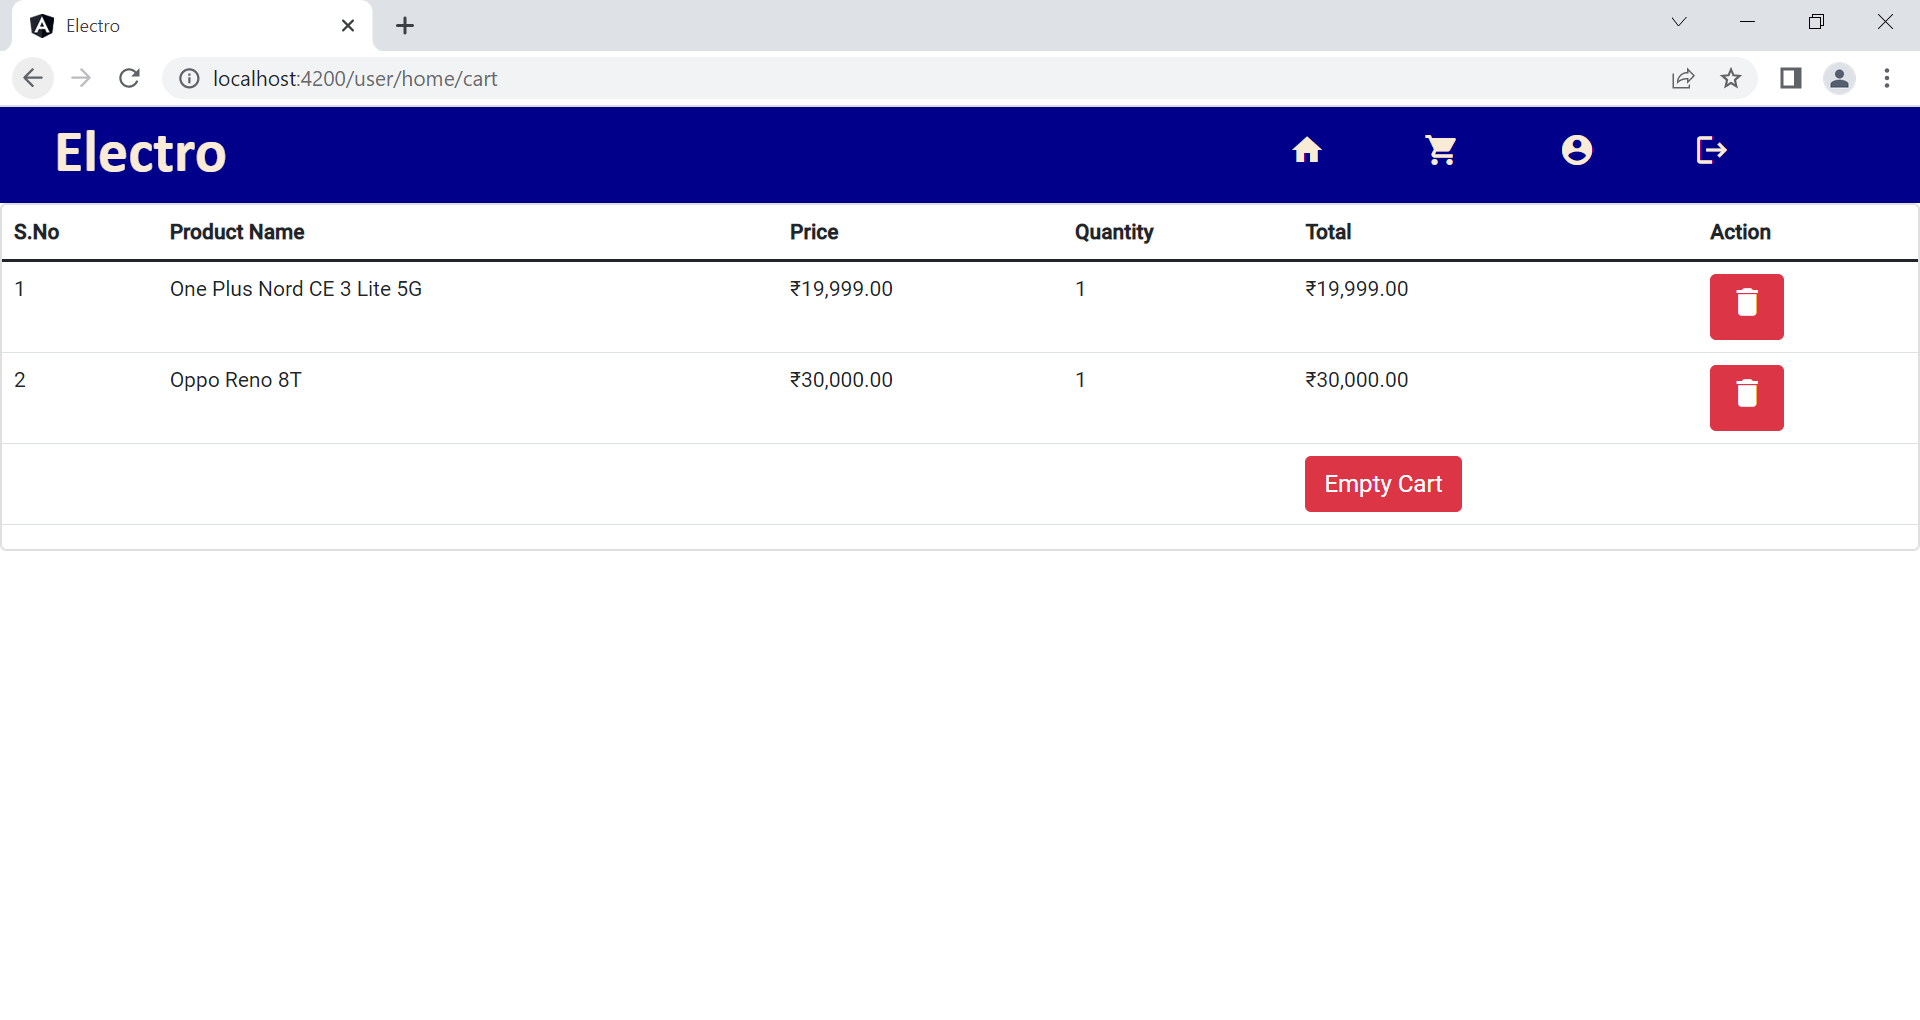 Electro
localhost:4200/user/home/cart
Electro
S.No Product Name Price Quantity Total Action
1 One Plus Nord CE 3 Lite 5G ₹19,999.00 1 ₹19,999.00
2 Oppo Reno 8T ₹30,000.00 1 ₹30,000.00
Empty Cart